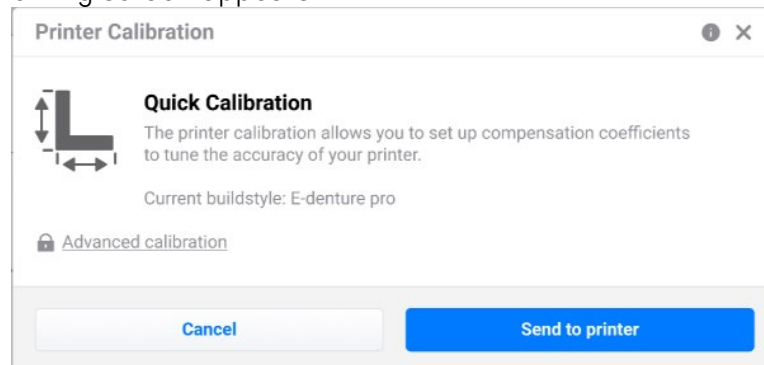 Printer Calibration
Quick Calibration
The printer calibration allows you to set up compensation coefficients
to tune the accuracy of your printer.
Current buildstyle: E-denture pro
Advanced calibration
Cancel
Send to printer